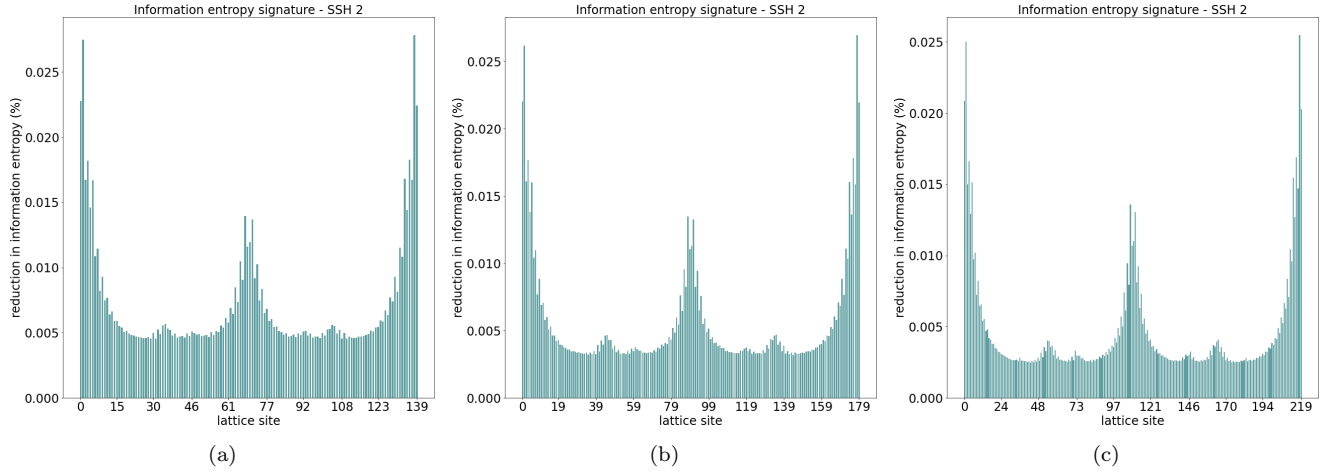 Information entropy signature - SSH 2
reduction in information entropy (%)
0.025
0.020
0.015
0.010
0.005
0.000
0 15 30 46 61 77 92 108 123 139
lattice site
(a)
Information entropy signature - SSH 2
reduction in information entropy (%)
0.025
0.020
0.015
0.010
0.005
0.000
0 19 39 59 79 99 119 139 159 179
lattice site
(b)
Information entropy signature - SSH 2
reduction in information entropy (%)
0.025
0.020
0.015
0.010
0.005
0.000
0 24 48 73 97 121 146 170 194 219
lattice site
(c)